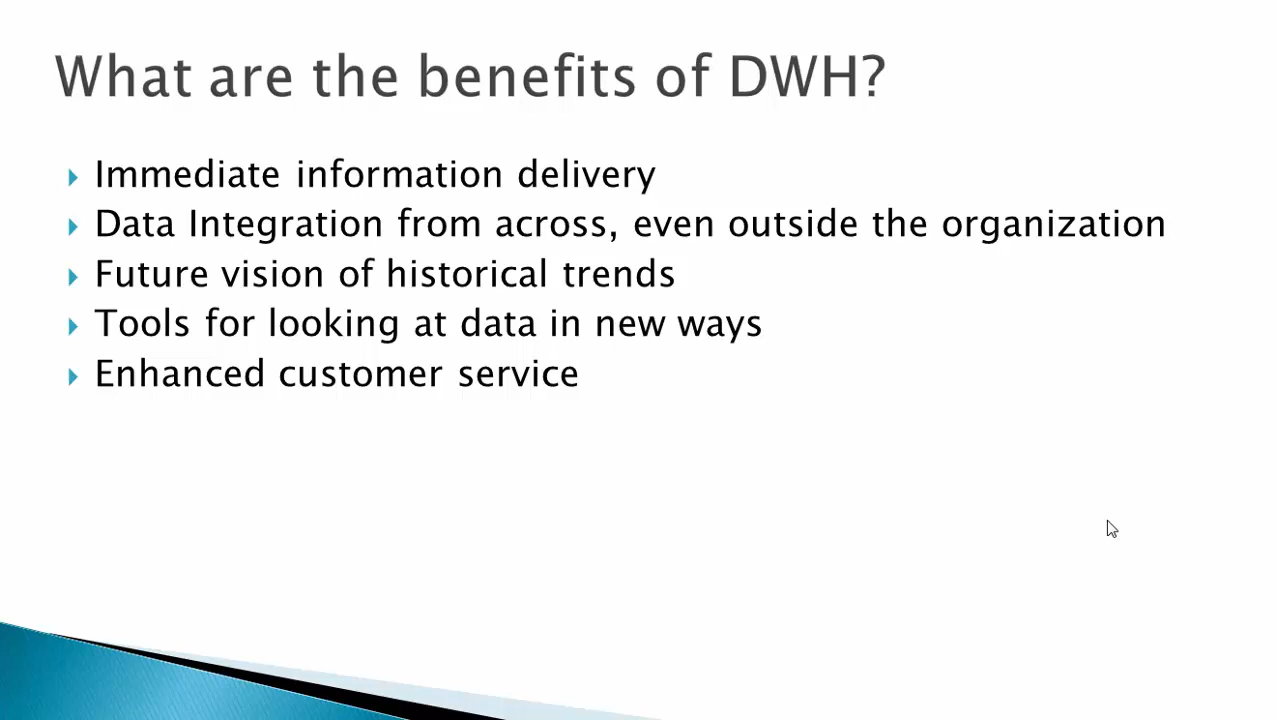 What are the benefits of DWH?
Immediate information delivery
Data Integration from across, even outside the organization
Future vision of historical trends
Tools for looking at data in new ways
Enhanced customer service